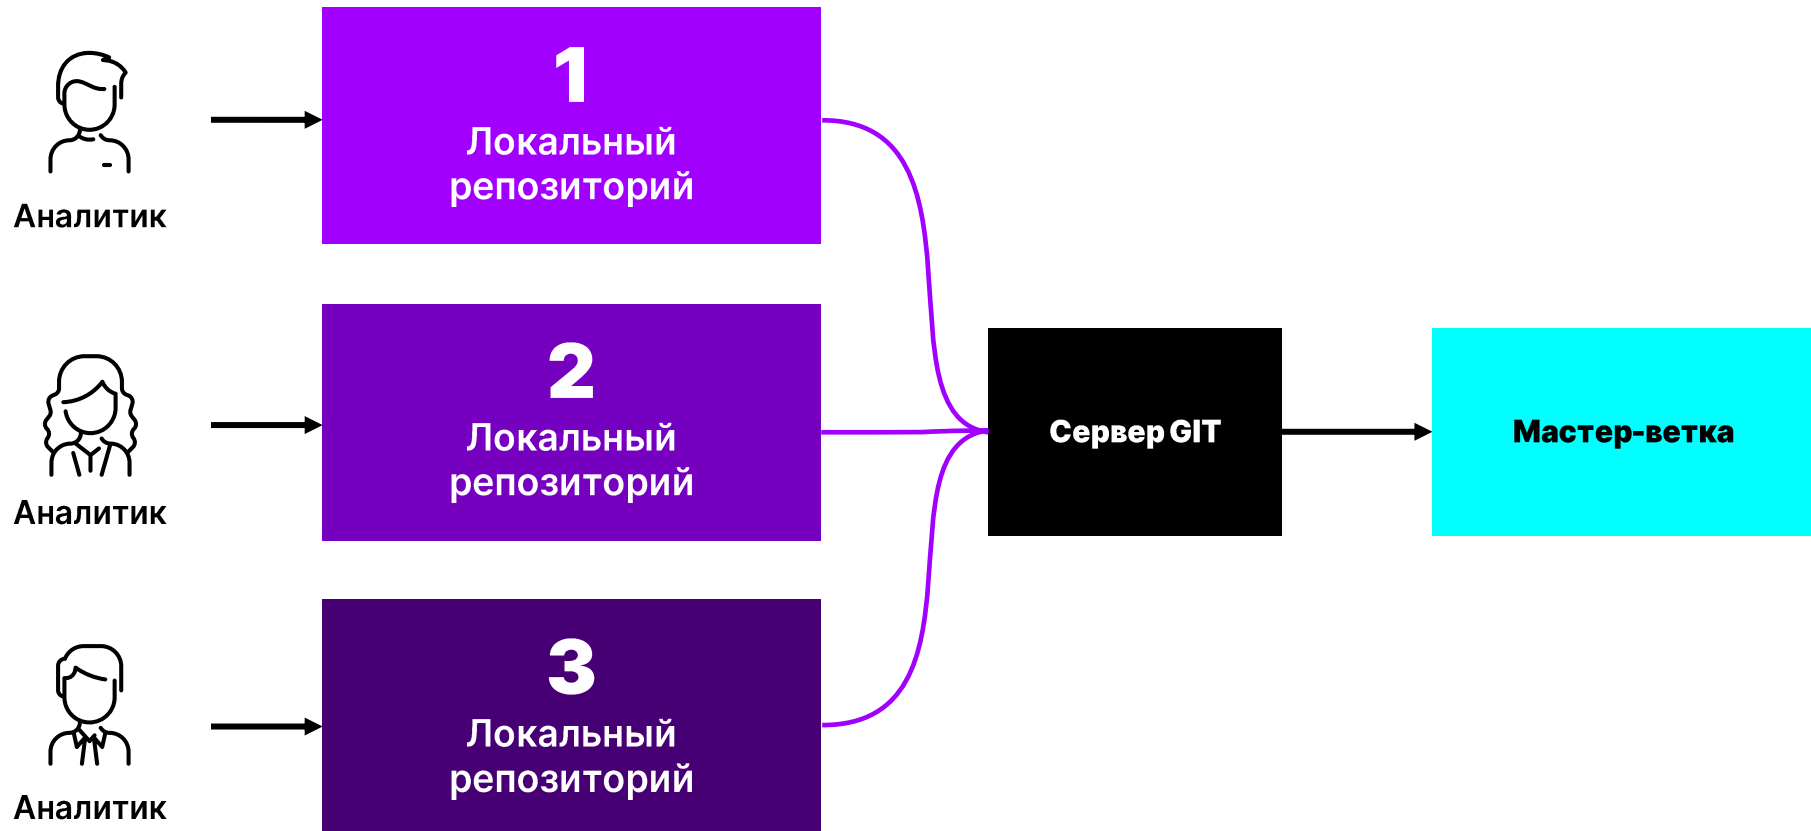 1
Локальный
репозиторий
Аналитик
2
Локальный
репозиторий
Аналитик
3
Локальный
репозиторий
Аналитик
Сервер GIT
Мастер-ветка